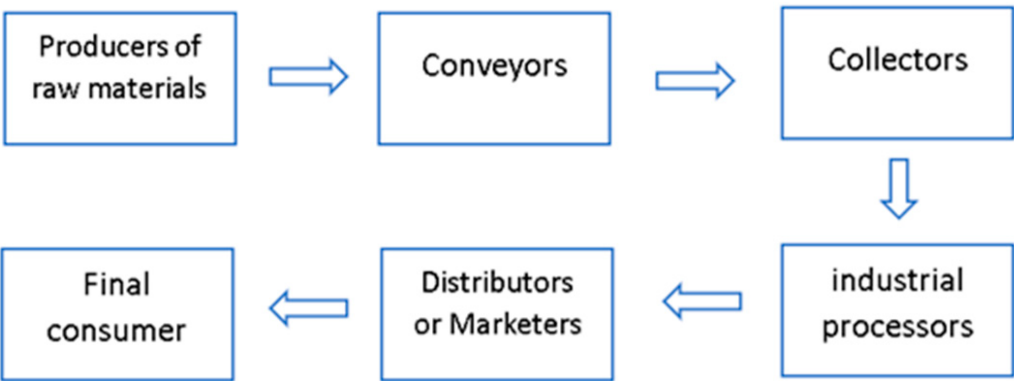 Producers of
raw materials
Conveyors
Collectors
industrial
processors
Distributors
or Marketers
Final
consumer